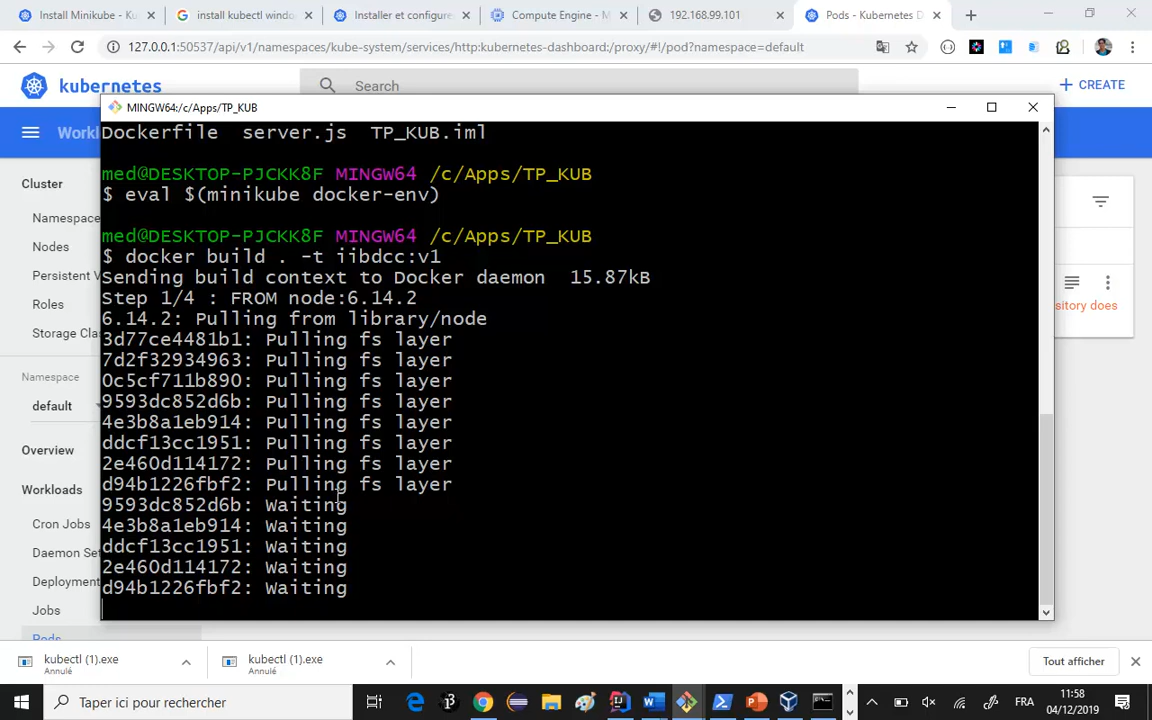 Install Minikube - Kub
install kubectl window
Installer et configurer
Compute Engine - M
192.168.99.101
Pods - Kubernetes D
127.0.0.1:50537/api/v1/namespaces/kube-system/services/http:kubernetes-dashboard:/proxy/#!/pod?namespace=default
kubernetes
Search
+ CREATE
MINGW64:/c/Apps/TP_KUB
Workl
Dockerfile server.js TP_KUB.iml
med@DESKTOP-PJCKK8F MINGW64 /c/Apps/TP_KUB
$ eval $(minikube docker-env)
med@DESKTOP-PJCKK8F MINGW64 /c/Apps/TP_KUB
$ docker build . -t iibdcc:v1
Sending build context to Docker daemon 15.87kB
Step 1/4 : FROM node:6.14.2
6.14.2: Pulling from library/node
3d77ce4481b1: Pulling fs layer
7d2f32934963: Pulling fs layer
0c5cf711b890: Pulling fs layer
9593dc852d6b: Pulling fs layer
4e3b8a1eb914: Pulling fs layer
ddcf13cc1951: Pulling fs layer
2e460d114172: Pulling fs layer
d94b1226fbf2: Pulling fs layer
9593dc852d6b: Waiting
4e3b8a1eb914: Waiting
ddcf13cc1951: Waiting
2e460d114172: Waiting
d94b1226fbf2: Waiting
Cluster
Namespace
Nodes
Persistent V
Roles
Storage Cla
Namespace
default
Overview
Workloads
Cron Jobs
Daemon Set
Deployment
Jobs
Pods
sitory does
kubectl (1).exe
Annulé
kubectl (1).exe
Annulé
Tout afficher
Taper ici pour rechercher
FRA
11:58
04/12/2019